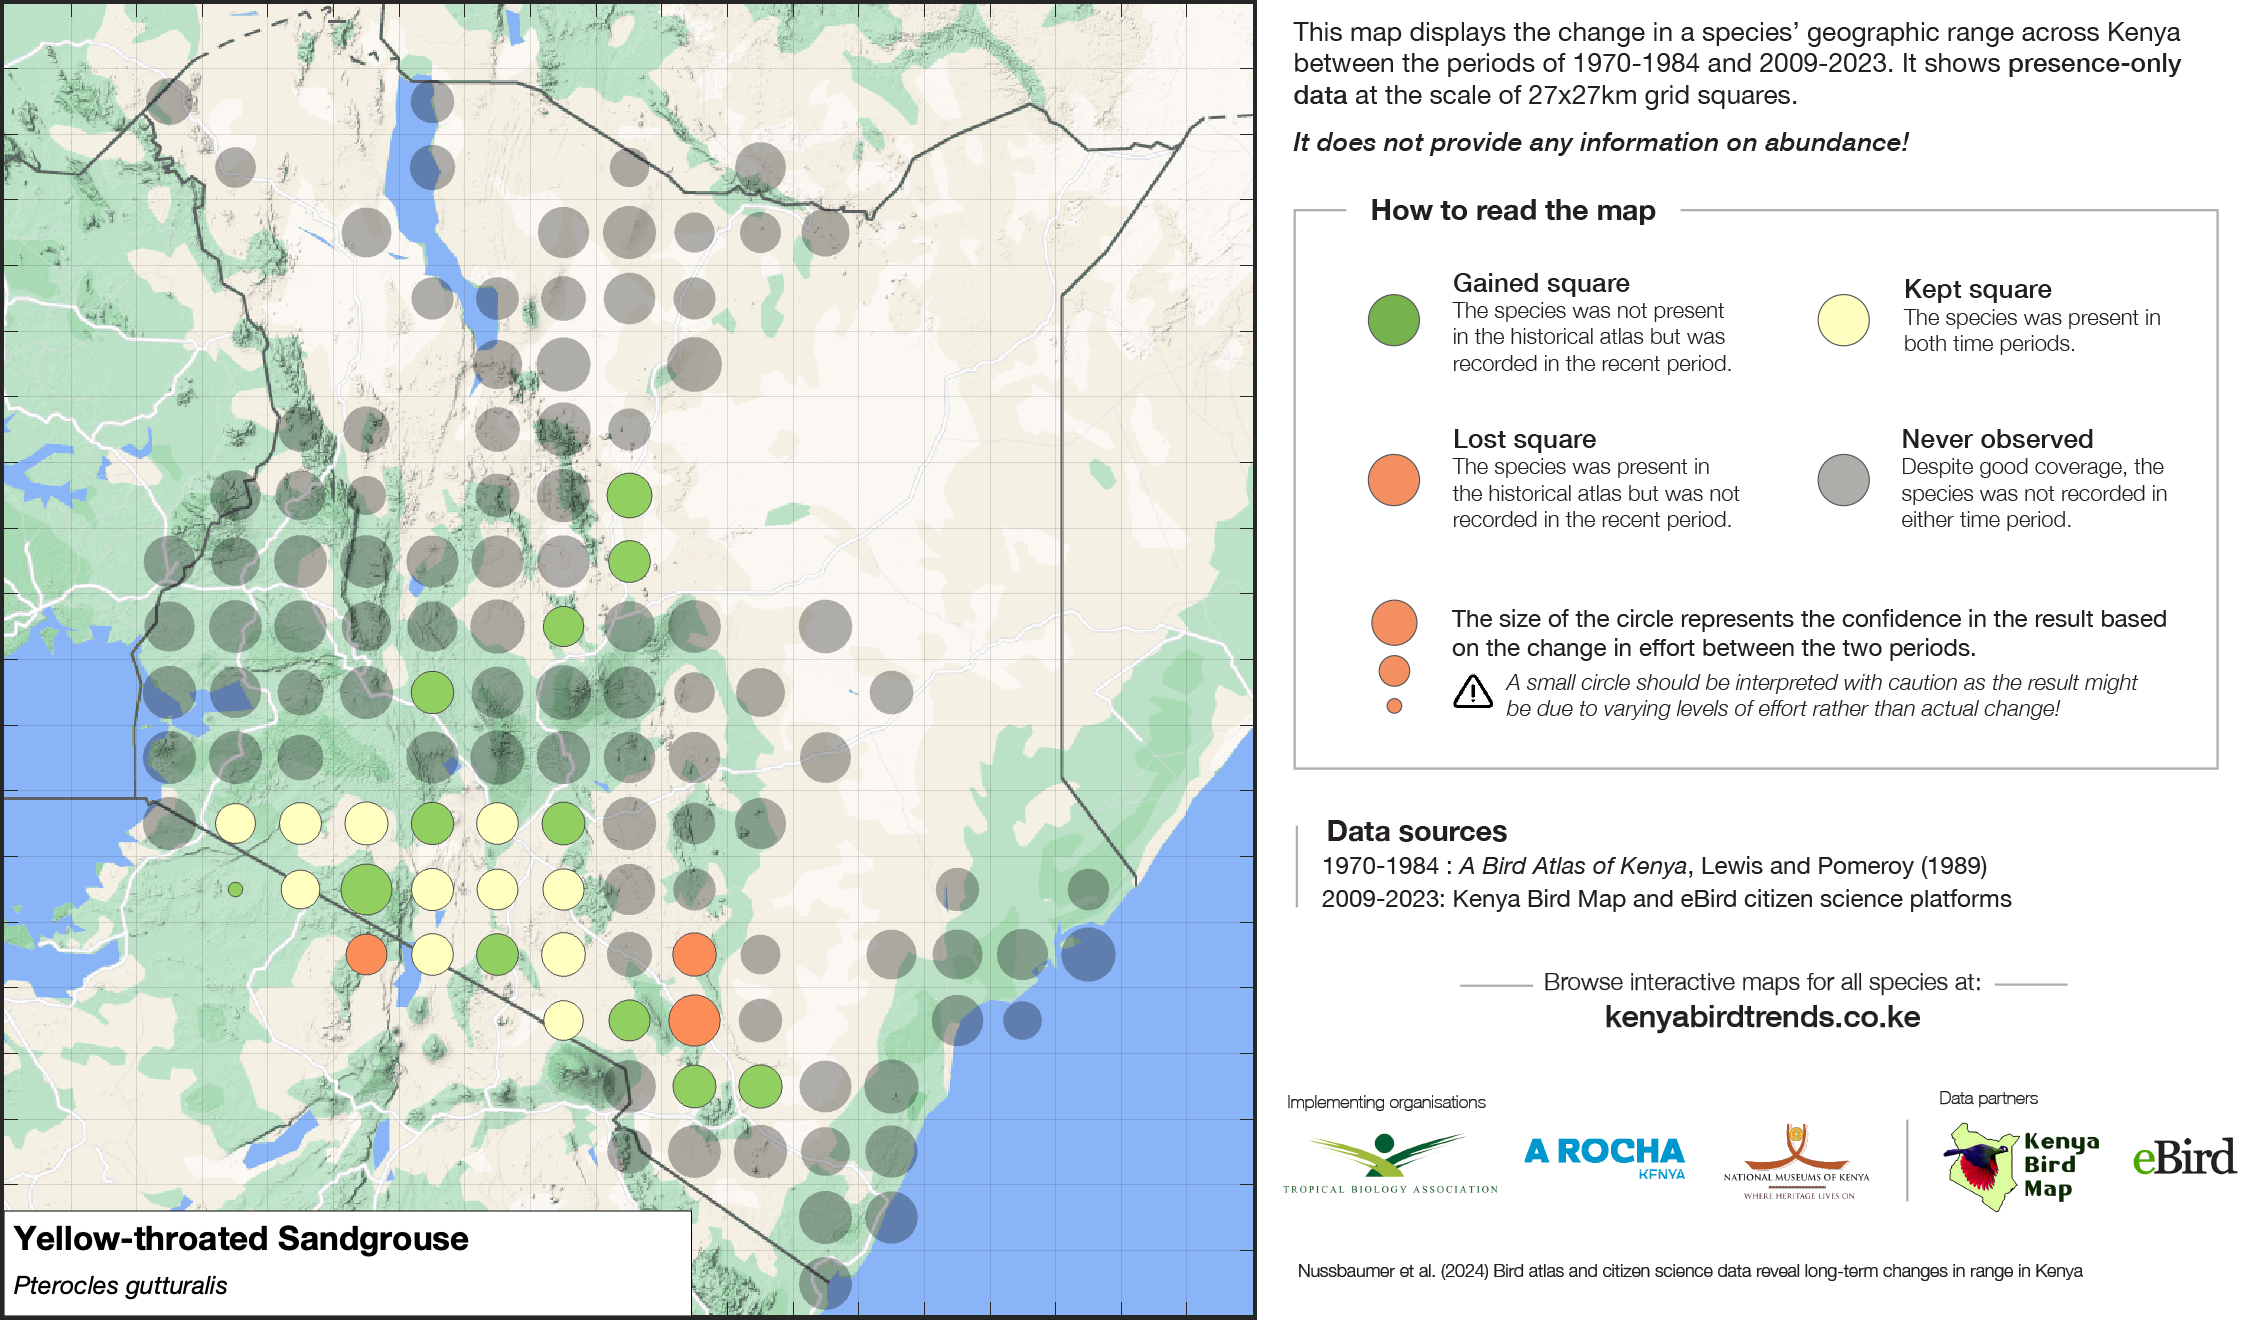 This map displays the change in a species’ geographic range across Kenya
between the periods of 1970-1984 and 2009-2023. It shows presence-only
data at the scale of 27x27km grid squares.
It does not provide any information on abundance!
How to read the map
Gained square
The species was not present
in the historical atlas but was
recorded in the recent period.
Kept square
The species was present in
both time periods.
Lost square
The species was present in
the historical atlas but was not
recorded in the recent period.
Never observed
Despite good coverage, the
species was not recorded in
either time period.
The size of the circle represents the confidence in the result based
on the change in effort between the two periods.
A small circle should be interpreted with caution as the result might
be due to varying levels of effort rather than actual change!
Data sources
1970-1984 : A Bird Atlas of Kenya, Lewis and Pomeroy (1989)
2009-2023: Kenya Bird Map and eBird citizen science platforms
Browse interactive maps for all species at:
kenyabirdtrends.co.ke
Implementing organisations
TROPICAL BIOLOGY ASSOCIATION
A ROCHA
KENYA
NATIONAL MUSEUMS OF KENYA
WHERE HERITAGE LIVES ON
Data partners
Kenya
Bird
Map
eBird
Nussbaumer et al. (2024) Bird atlas and citizen science data reveal long-term changes in range in Kenya
Yellow-throated Sandgrouse
Pterocles gutturalis